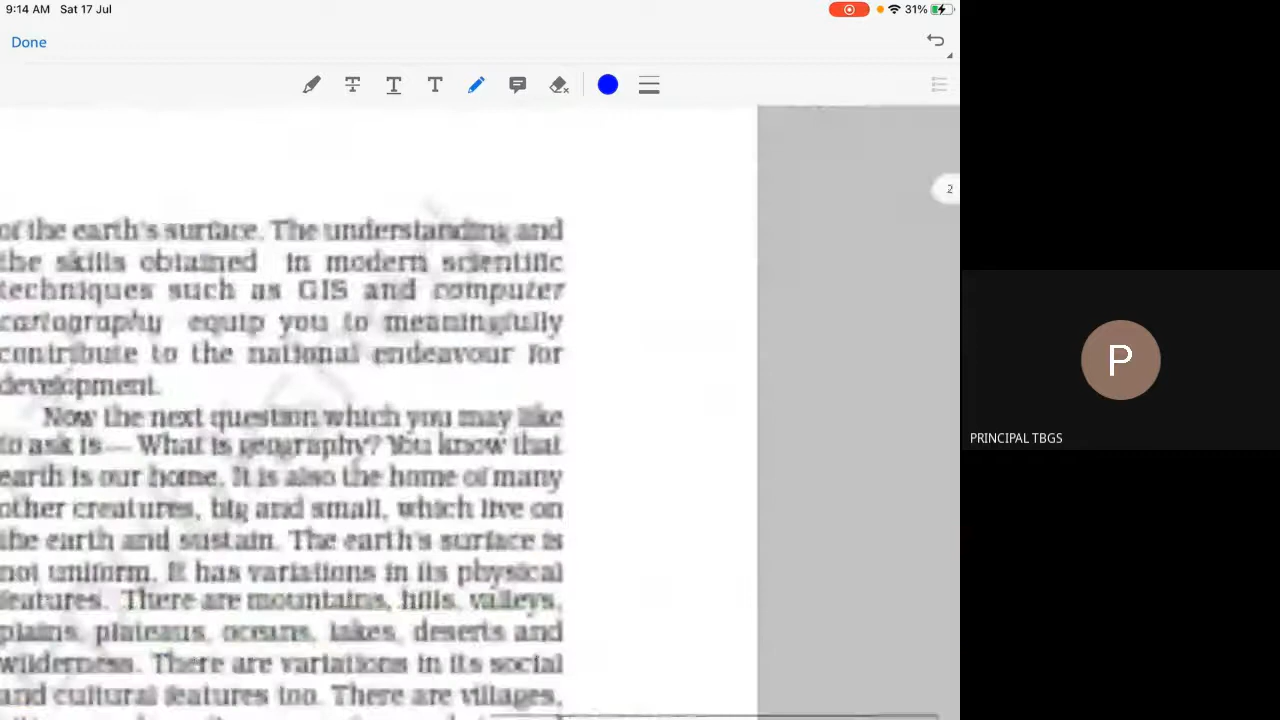 9:14 AM Sat 17 Jul
31%
Done
2
of the earth's surface. The understanding and
the skills obtained in modern scientific
techniques such as GIS and computer
cartography equip you to meaningfully
contribute to the national endeavour for
development.
Now the next question which you may like
to ask is— What is geography? You know that
earth is our home. It is also the home of many
other creatures, big and small, which live on
the earth and sustain. The earth's surface is
not uniform. It has variations in its physical
features. There are mountains, hills, valleys,
plains, plateaus, oceans, lakes, deserts and
wilderness. There are variations in its social
and cultural features too. There are villages,
P
PRINCIPAL TBGS